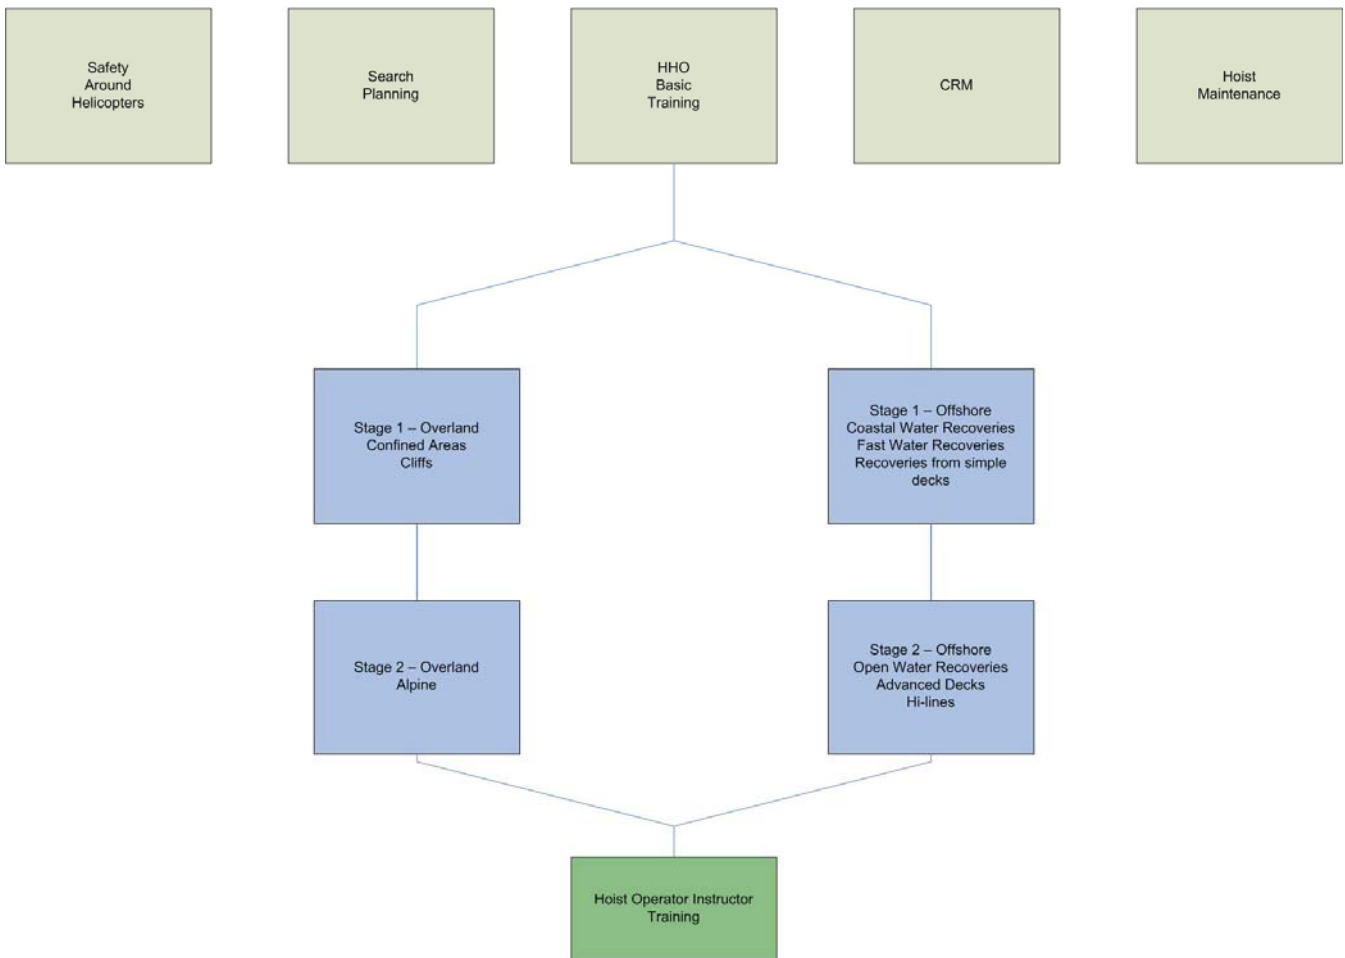 Safety
Around
Helicopters
Search
Planning
HHO
Basic
Training
CRM
Hoist
Maintenance
Stage 1 – Overland
Confined Areas
Cliffs
Stage 1 – Offshore
Coastal Water Recoveries
Fast Water Recoveries
Recoveries from simple
decks
Stage 2 – Overland
Alpine
Stage 2 – Offshore
Open Water Recoveries
Advanced Decks
Hi-lines
Hoist Operator Instructor
Training